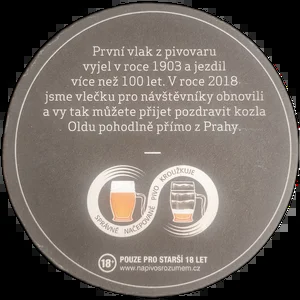 První vlak z pivovaru
vyjel v roce 1903 a jezdil
více než 100 let. V roce 2018
jsme vlečku pro návštěvníky obnovili
a vy tak můžete přijet pozdravit kozla
Oldu pohodlně přímo z Prahy.
SPRÁVNĚ NAČEPOVANÉ PIVO KROUŽKUJE
18+ POUZE PRO STARŠÍ 18 LET
www.napivosrozumem.cz